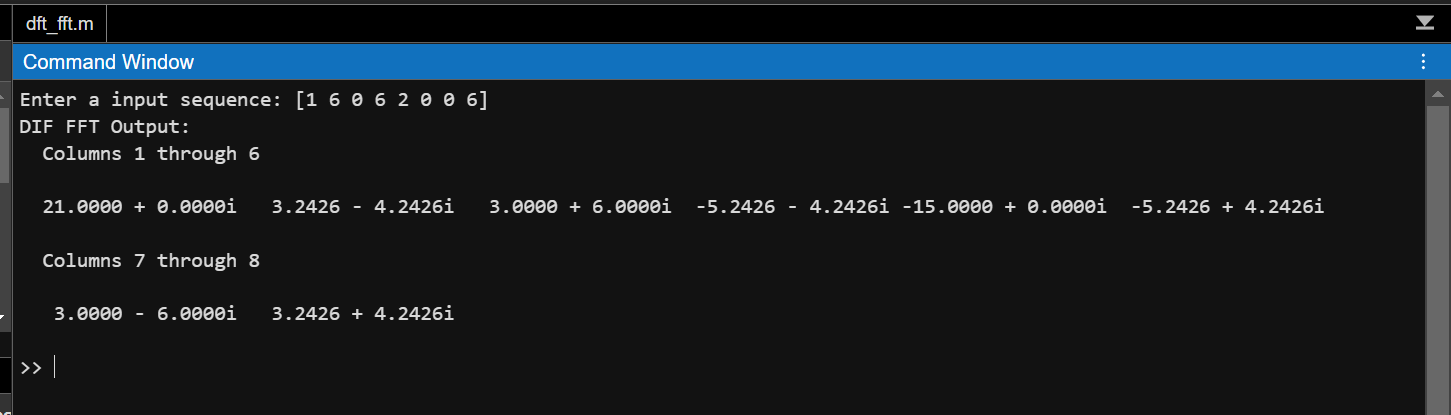 dft_fft.m
Command Window
Enter a input sequence: [1 6 0 6 2 0 0 6]
DIF FFT Output:
Columns 1 through 6
21.0000 + 0.0000i 3.2426 - 4.2426i 3.0000 + 6.0000i -5.2426 - 4.2426i -15.0000 + 0.0000i -5.2426 + 4.2426i
Columns 7 through 8
3.0000 - 6.0000i 3.2426 + 4.2426i
>>